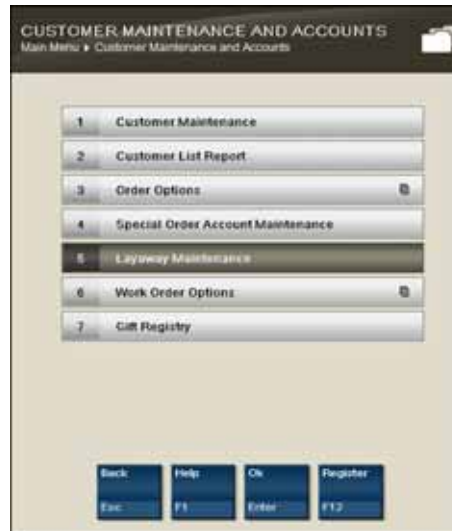 CUSTOMER MAINTENANCE AND ACCOUNTS
Main Menu ▸ Customer Maintenance and Accounts
1 Customer Maintenance
2 Customer List Report
3 Order Options
4 Special Order Account Maintenance
5 Layaway Maintenance
6 Work Order Options
7 Gift Registry
Back Help Ok Register
Esc F1 Enter F12